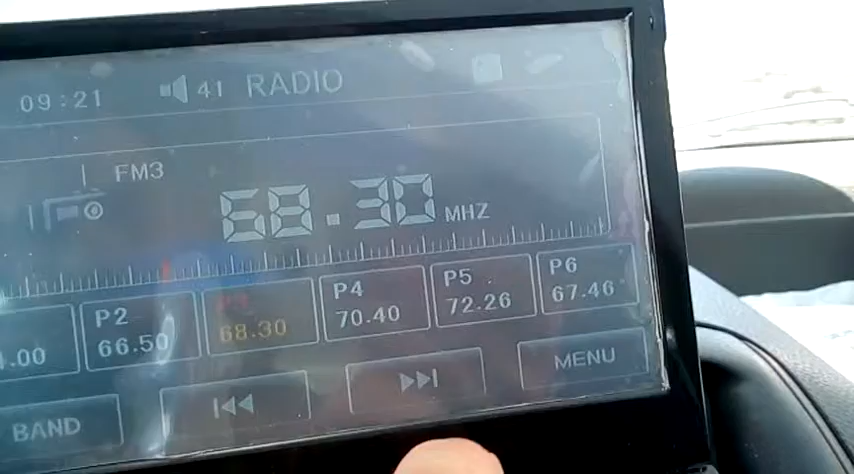 09:21 41 RADIO
FM3
68.30 MHZ
P2 P3 P4 P5 P6
66.50 68.30 70.40 72.26 67.46
BAND MENU